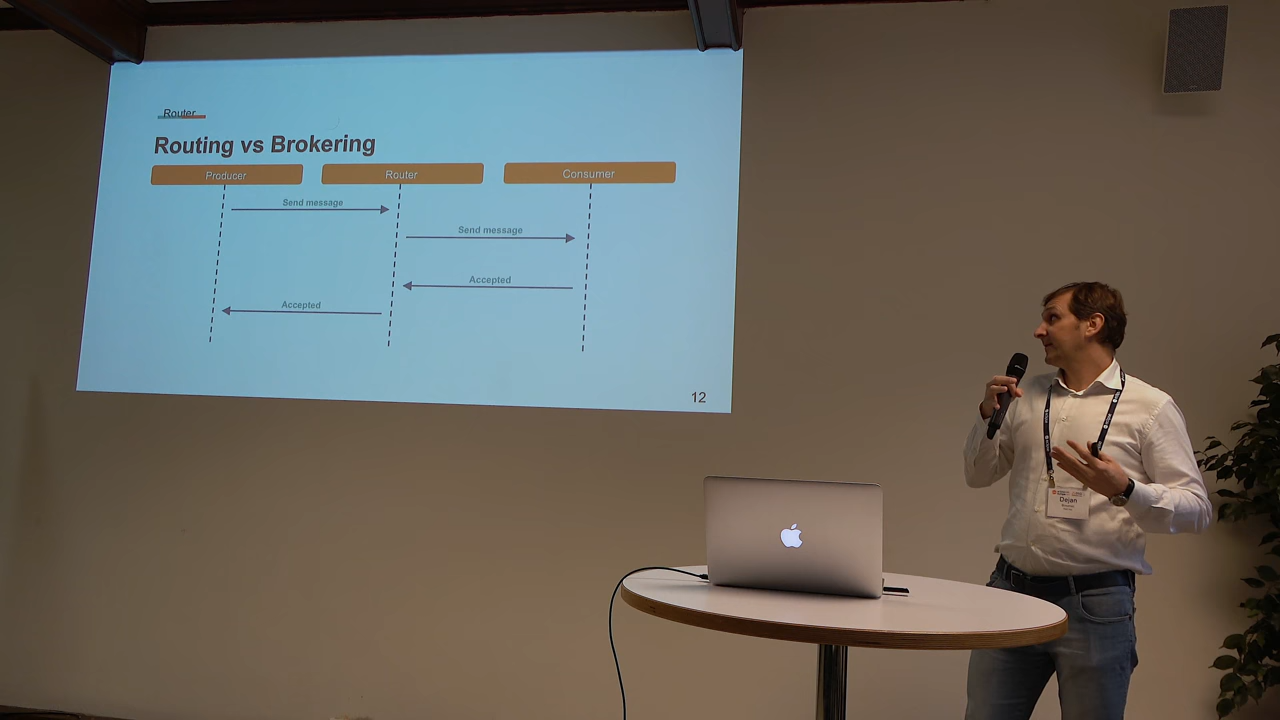 Router
Routing vs Brokering
Producer
Router
Consumer
Send message
Send message
Accepted
Accepted
12
Dejan